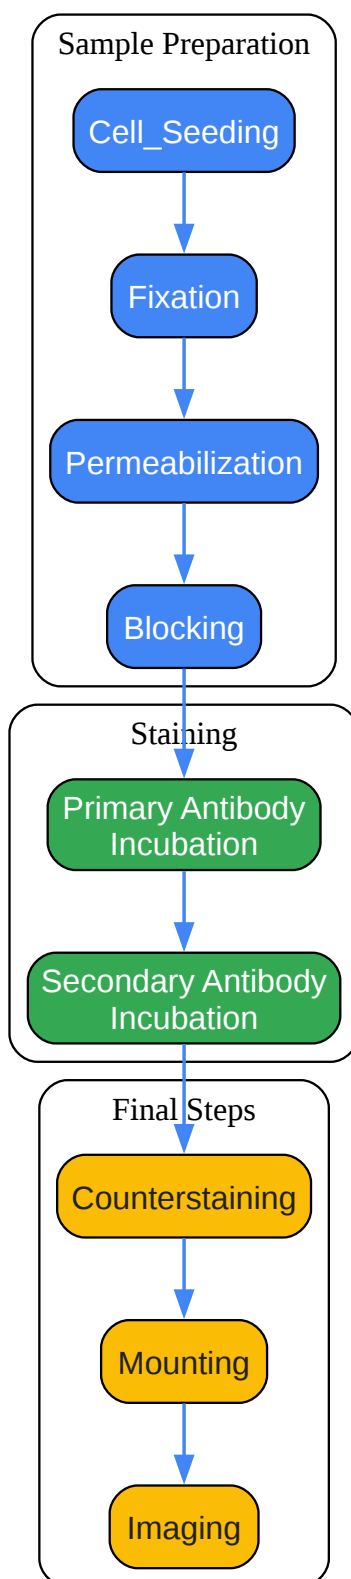 Sample Preparation
Cell_Seeding
Fixation
Permeabilization
Blocking
Staining
Primary Antibody
Incubation
Secondary Antibody
Incubation
Final Steps
Counterstaining
Mounting
Imaging